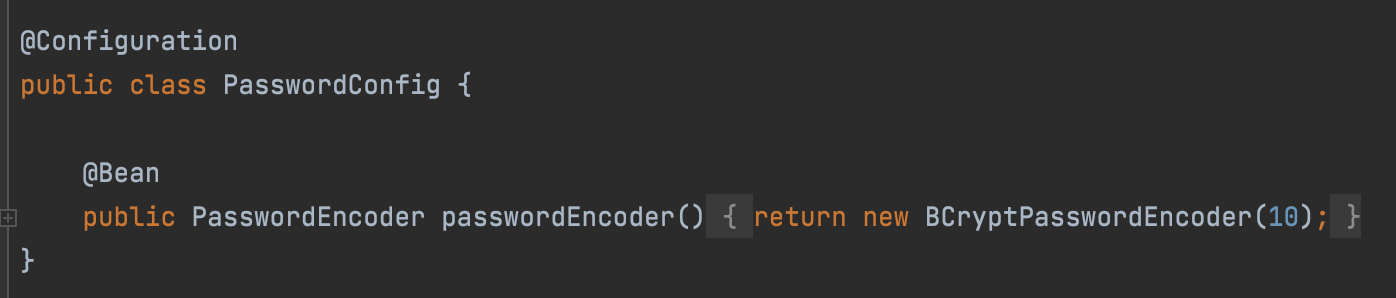 @Configuration
public class PasswordConfig {
@Bean
public PasswordEncoder passwordEncoder() { return new BCryptPasswordEncoder(10); }
}